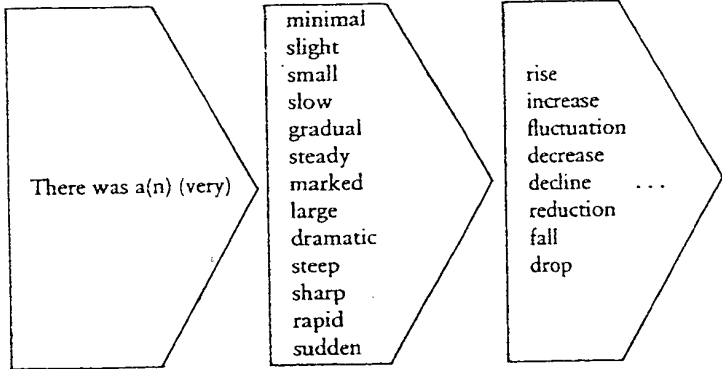 There was a(n) (very)
minimal
slight
small
slow
gradual
steady
marked
large
dramatic
steep
sharp
rapid
sudden
rise
increase
fluctuation
decrease
decline ...
reduction
fall
drop